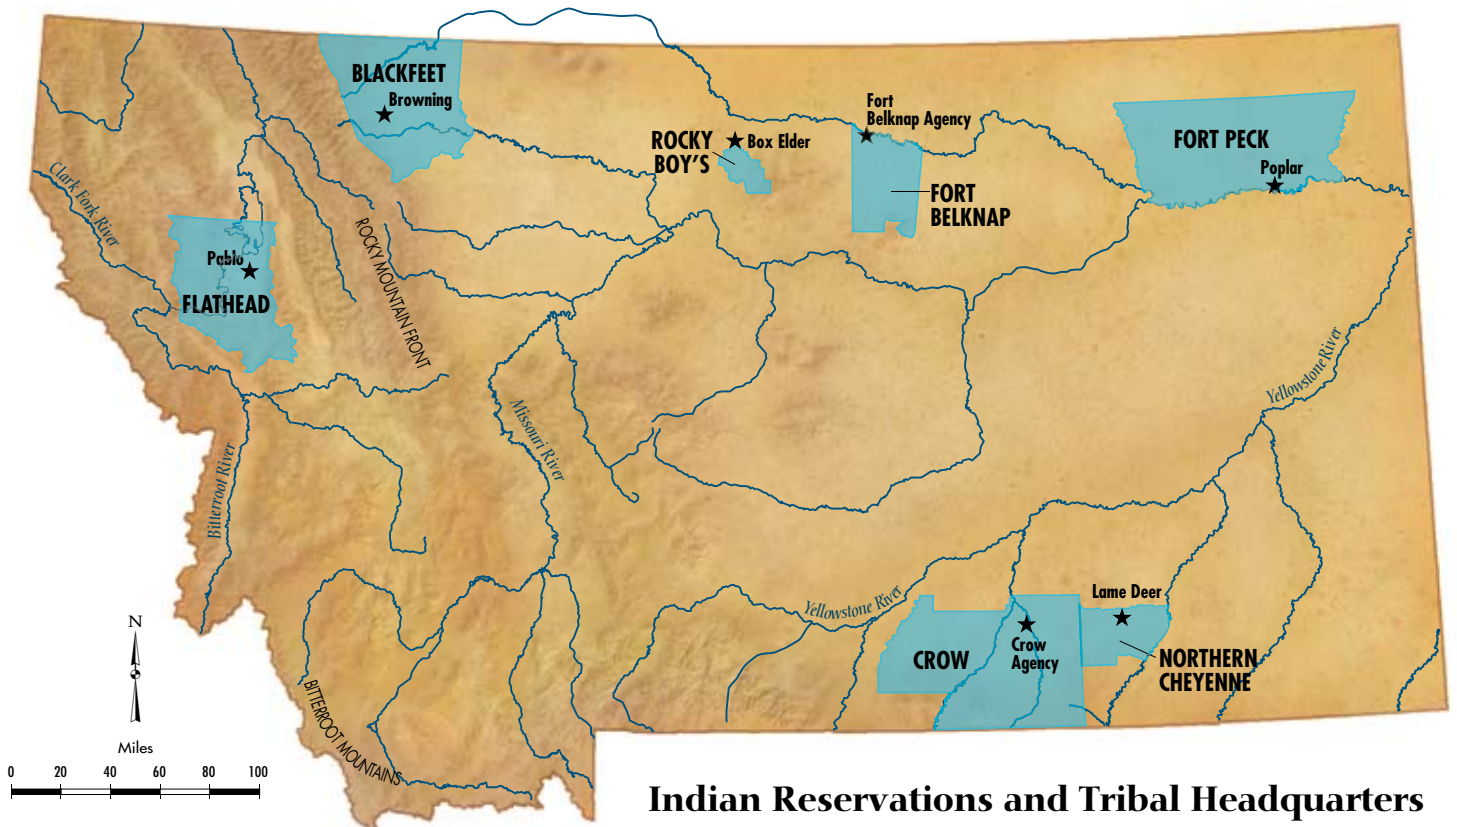 BLACKFEET
Browning
ROCKY
BOY'S
Box Elder
Fort
Belknap Agency
FORT
BELKNAP
FORT PECK
Poplar
Clark Fork River
Pablo
FLATHEAD
ROCKY MOUNTAIN FRONT
Missouri River
Bitterroot River
Yellowstone River
Yellowstone River
Lame Deer
CROW
Crow
Agency
NORTHERN
CHEYENNE
BITTERROOT MOUNTAINS
N
Miles
0 20 40 60 80 100
Indian Reservations and Tribal Headquarters